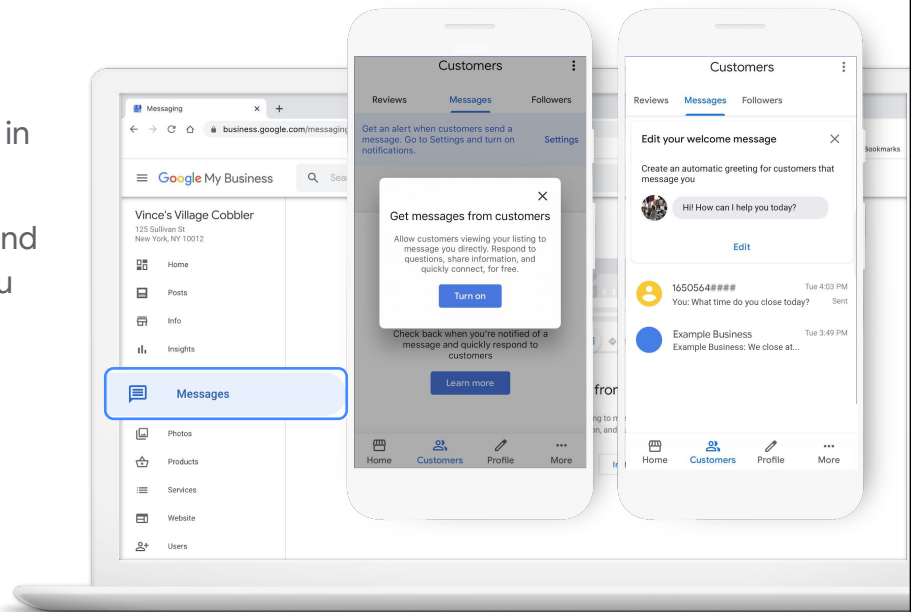 in
nd
u
Messaging
business.google.com/messaging
Bookmarks
Google My Business
Vince's Village Cobbler
125 Sullivan St
New York, NY 10012
Home
Posts
Info
Insights
Messages
Photos
Products
Services
Website
Users
Customers
Reviews Messages Followers
Get an alert when customers send a
message. Go to Settings and turn on
notifications.
Settings
Get messages from customers
Allow customers viewing your listing to
message you directly. Respond to
questions, share information, and
quickly connect, for free.
Turn on
Check back when you're notified of a
message and quickly respond to
customers
Learn more
Home Customers Profile More
Customers
Reviews Messages Followers
Edit your welcome message
Create an automatic greeting for customers that
message you
Hi! How can I help you today?
Edit
1650564#### Tue 4:03 PM
You: What time do you close today? Sent
Example Business Tue 3:49 PM
Example Business: We close at...
Home Customers Profile More